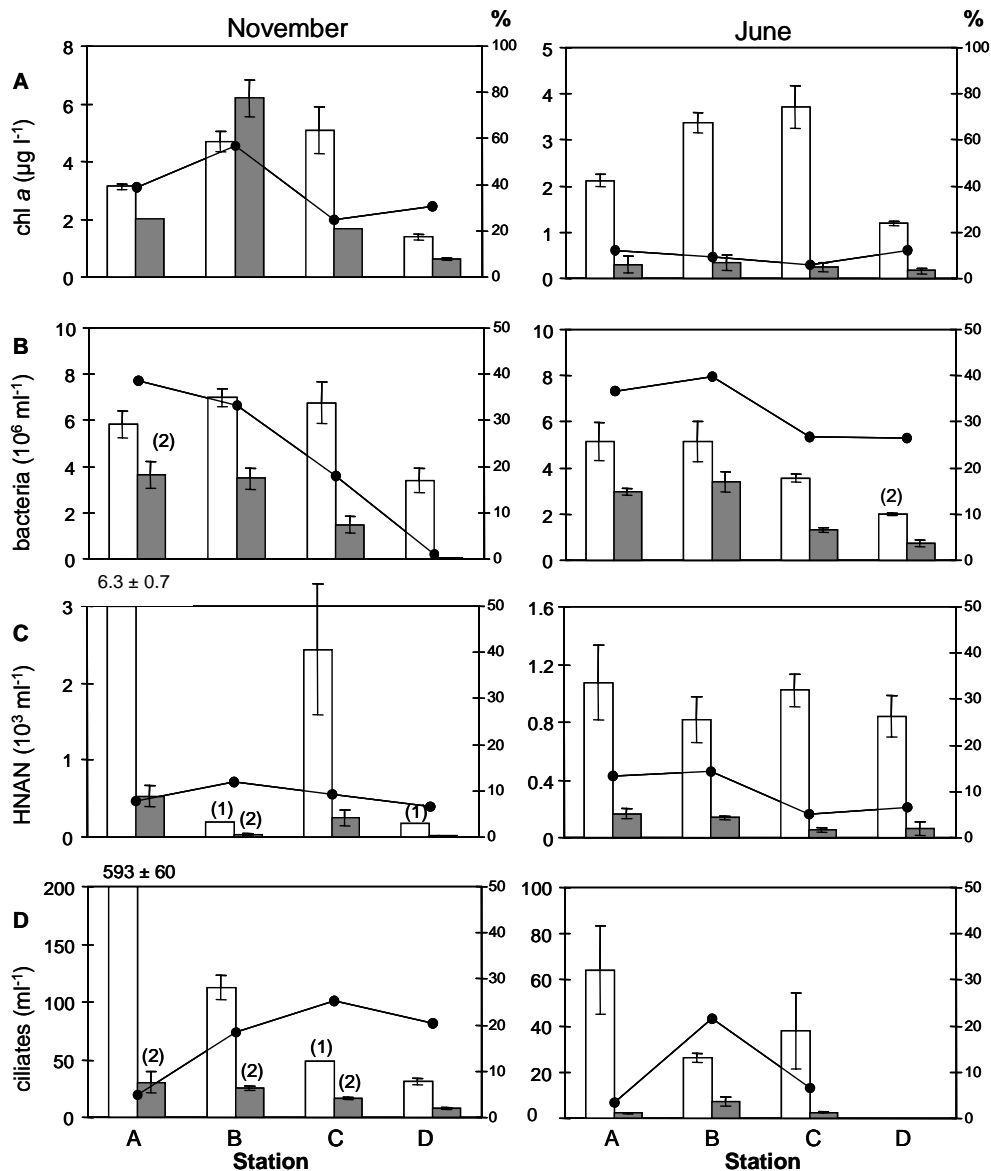 November % June %
A
chl a (µg l-1)
8 6 4 2 0
100 80 60 40 20 0
5 4 3 2 1 0
100 80 60 40 20 0
B
bacteria (10^6 ml-1)
10 8 6 4 2 0
(2)
50 40 30 20 10 0
10 8 6 4 2 0
(2)
50 40 30 20 10 0
6.3 ± 0.7
C
HNAN (10^3 ml-1)
3 2 1 0
(1) (2) (1)
50 40 30 20 10 0
1.6 1.2 0.8 0.4 0
50 40 30 20 10 0
593 ± 60
D
ciliates (ml-1)
200 150 100 50 0
(2) (2) (1) (2)
50 40 30 20 10 0
100 80 60 40 20 0
50 40 30 20 10 0
A B C D A B C D
Station Station